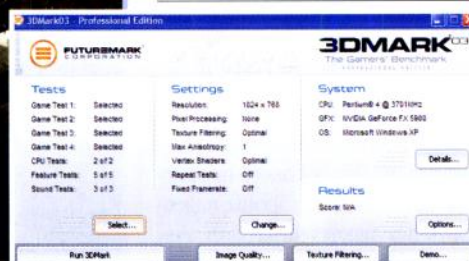 3DMark03 - Professional Edition
FUTUREMARK
CORPORATION
3DMARK03
The Gamers' Benchmark
PROFESSIONAL EDITION
Tests
Game Test 1: Selected
Game Test 2: Selected
Game Test 3: Selected
Game Test 4: Selected
CPU Tests: 2 of 2
Feature Tests: 5 of 5
Sound Tests: 3 of 3
Select...
Settings
Resolution: 1024 x 768
Pixel Processing: None
Texture Filtering: Optimal
Max Anisotropy: 1
Vertex Shaders: Optimal
Repeat Tests: Off
Fixed Framerate: Off
Change...
System
CPU: Pentium® 4 @ 3701MHz
GFX: NVIDIA GeForce FX 5900
OS: Microsoft Windows XP
Details...
Results
Score: N/A
Options...
Run 3DMark
Image Quality...
Texture Filtering...
Demo...